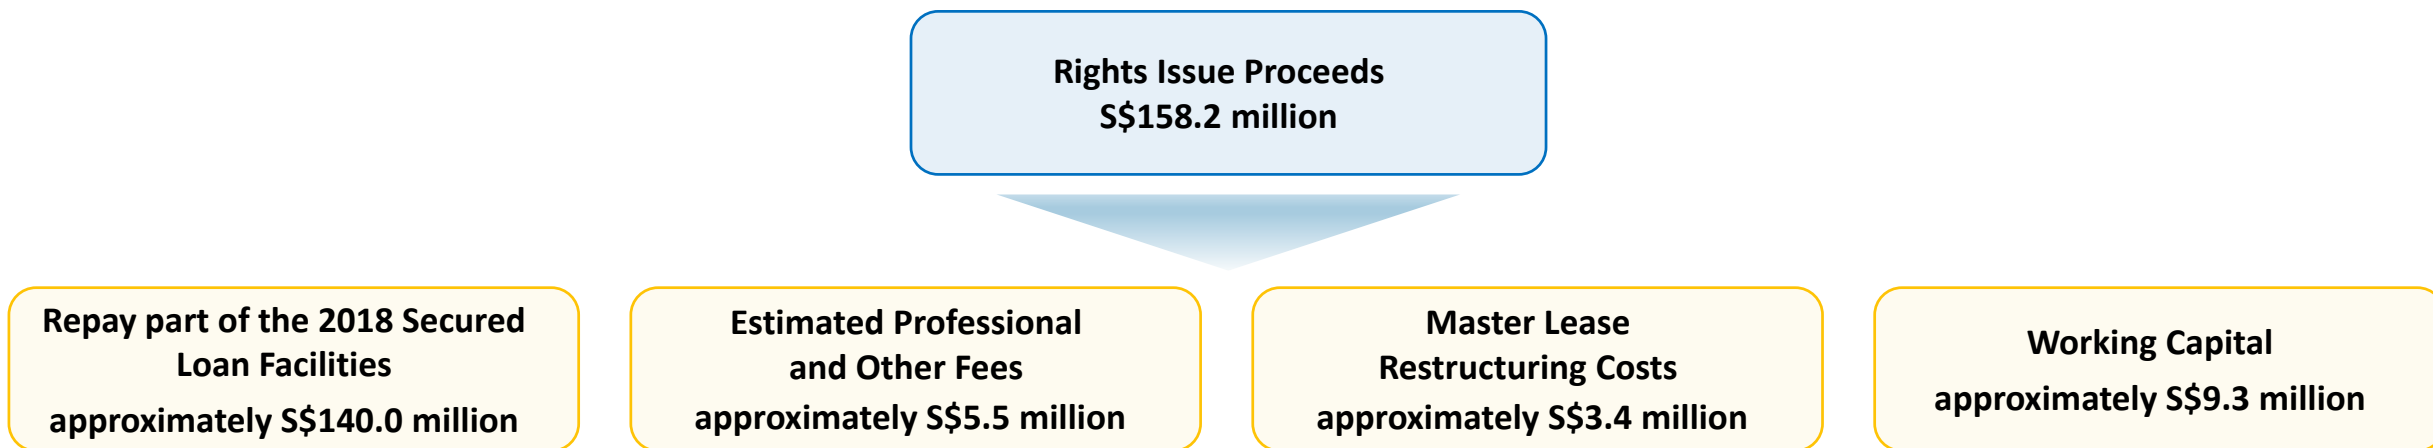 Rights Issue Proceeds
S$158.2 million
Repay part of the 2018 Secured
Loan Facilities
approximately S$140.0 million
Estimated Professional
and Other Fees
approximately S$5.5 million
Master Lease
Restructuring Costs
approximately S$3.4 million
Working Capital
approximately S$9.3 million